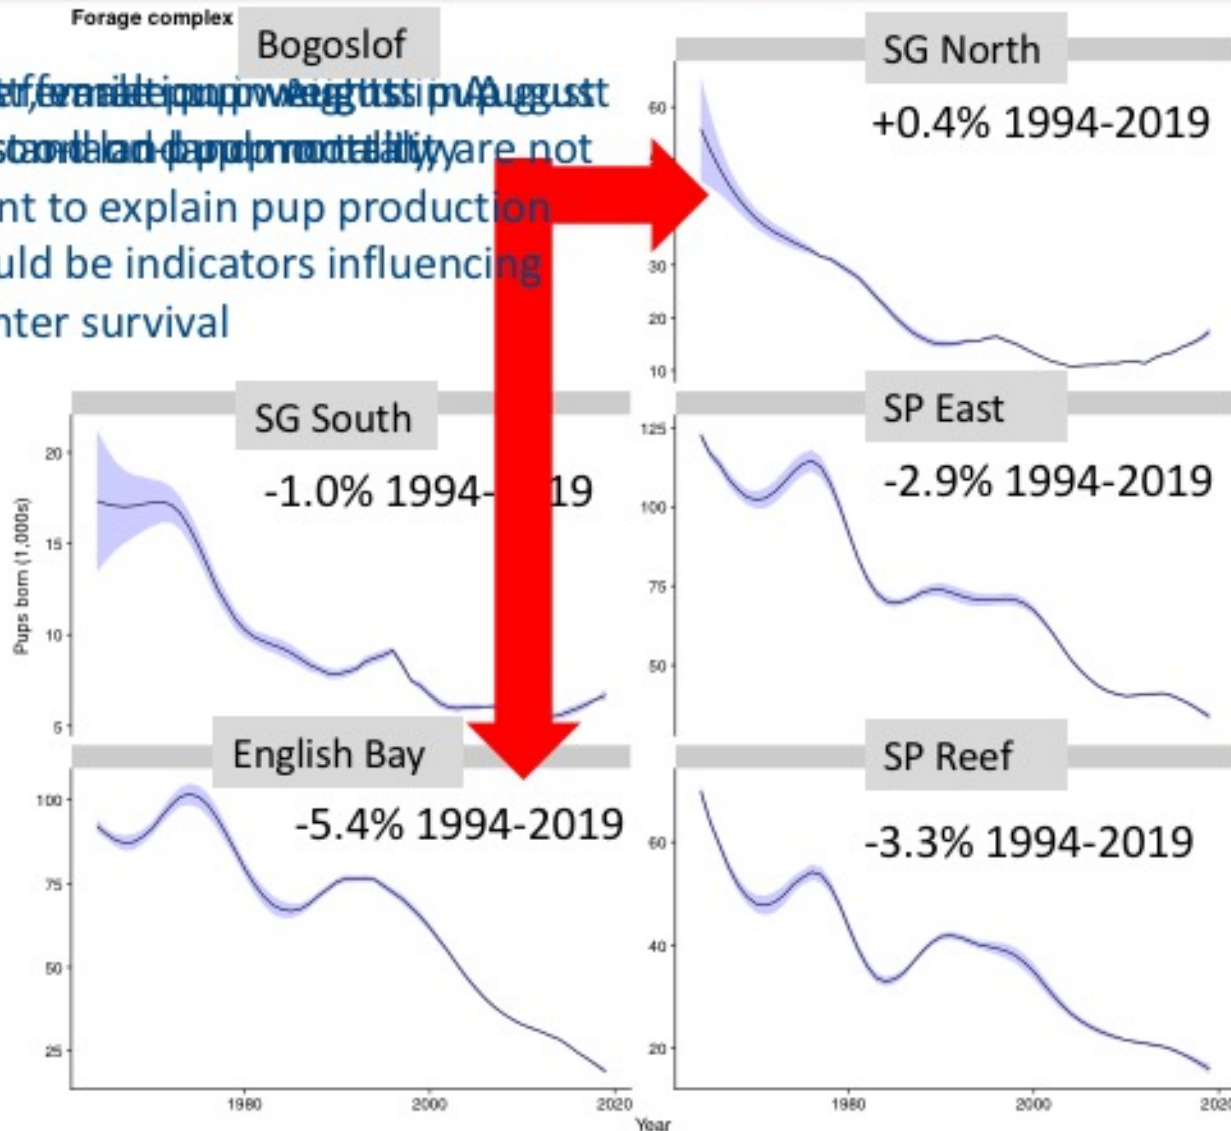 Forage complex
Bogoslof
are not
nt to explain pup production
uld be indicators influencing
nter survival
SG North
+0.4% 1994-2019
60
30
20
10
SG South
-1.0% 1994- 19
20
15
10
5
Pups born (1,000s)
SP East
-2.9% 1994-2019
125
100
75
50
English Bay
-5.4% 1994-2019
100
75
50
25
1980
2000
2020
SP Reef
-3.3% 1994-2019
60
40
20
1980
2000
Year